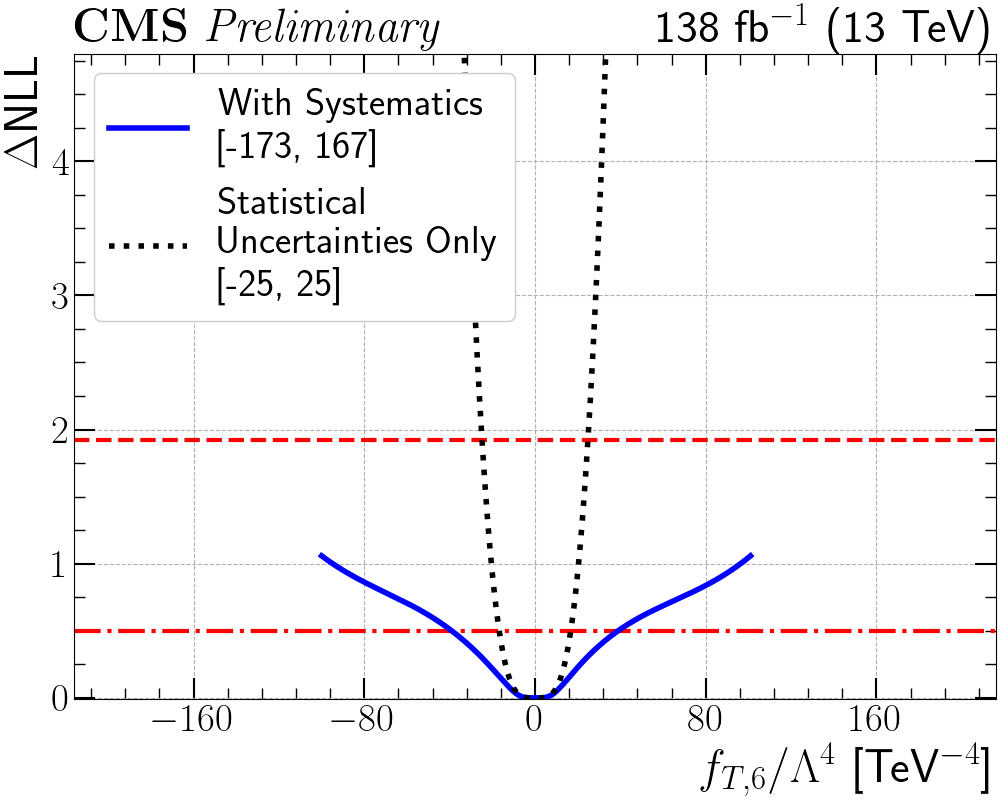 CMS Preliminary 138 fb⁻¹ (13 TeV)
ΔNLL
With Systematics
[-173, 167]
Statistical
Uncertainties Only
[-25, 25]
4
3
2
1
0
−160 −80 0 80 160
f_{T,6}/Λ⁴ [TeV⁻⁴]